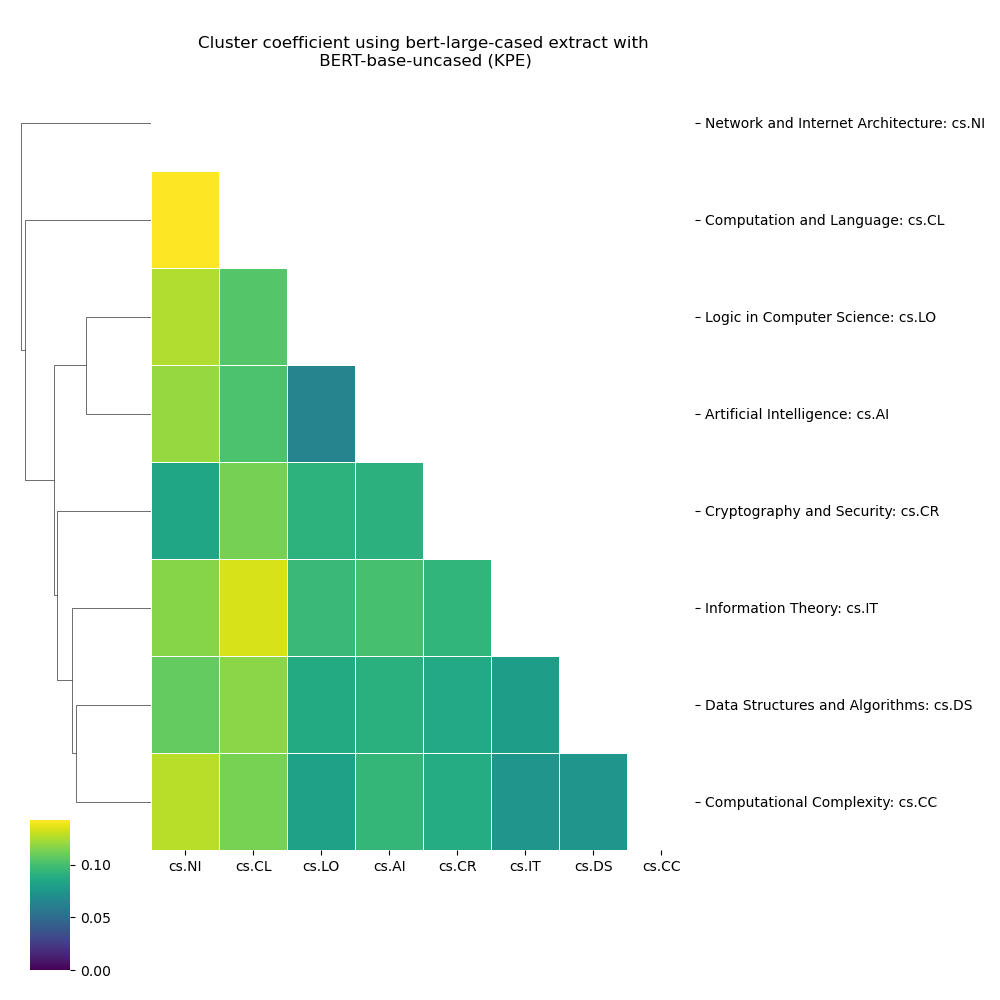 Cluster coefficient using bert-large-cased extract with
BERT-base-uncased (KPE)
Network and Internet Architecture: cs.NI
Computation and Language: cs.CL
Logic in Computer Science: cs.LO
Artificial Intelligence: cs.AI
Cryptography and Security: cs.CR
Information Theory: cs.IT
Data Structures and Algorithms: cs.DS
Computational Complexity: cs.CC
cs.NI cs.CL cs.LO cs.AI cs.CR cs.IT cs.DS cs.CC
0.10
0.05
0.00